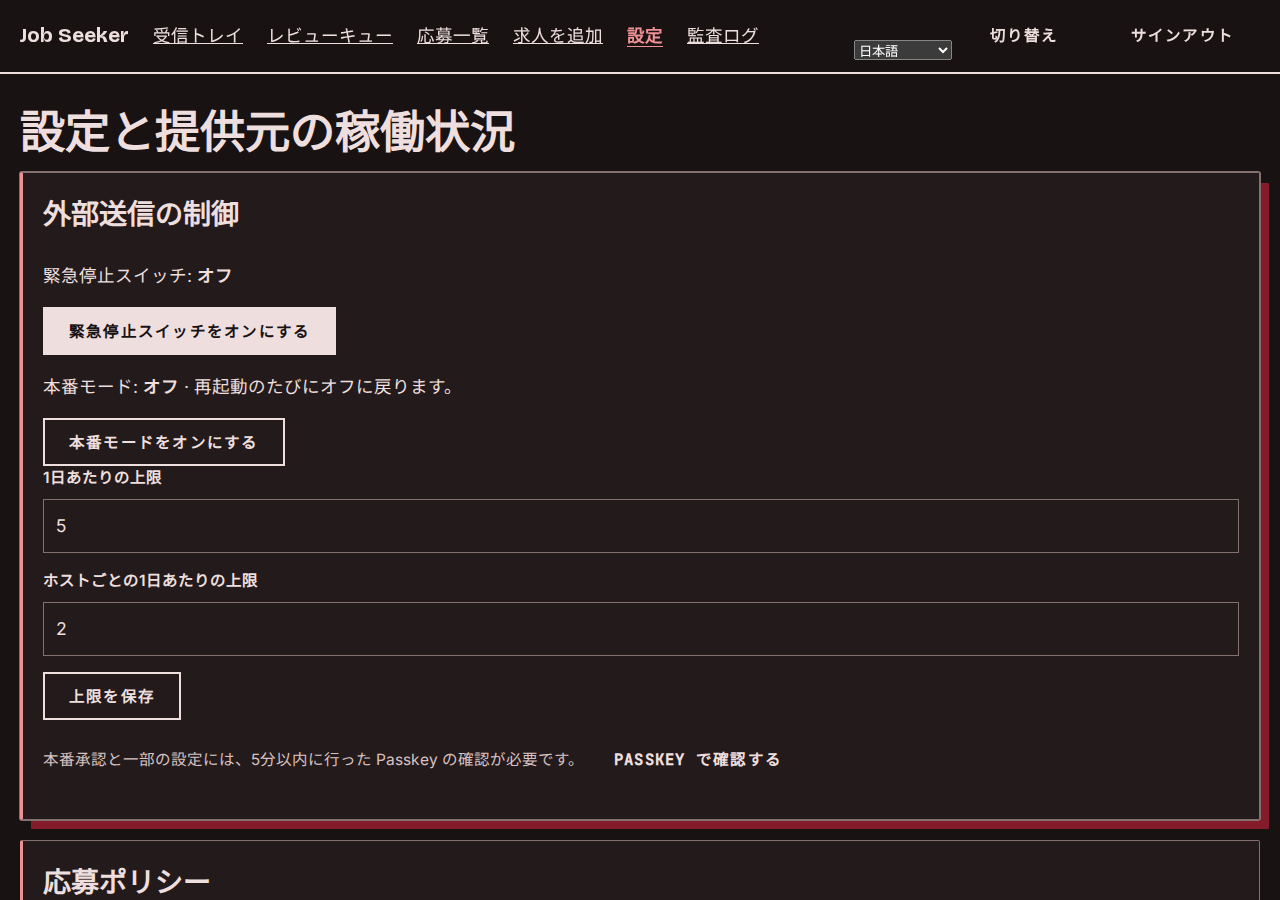 Job Seeker 受信トレイ レビューキュー 応募一覧 求人を追加 設定 監査ログ 日本語 切り替え サインアウト
設定と提供元の稼働状況
外部送信の制御
緊急停止スイッチ: オフ
緊急停止スイッチをオンにする
本番モード: オフ · 再起動のたびにオフに戻ります。
本番モードをオンにする
1日あたりの上限
5
ホストごとの1日あたりの上限
2
上限を保存
本番承認と一部の設定には、5分以内に行った Passkey の確認が必要です。 PASSKEY で確認する
応募ポリシー